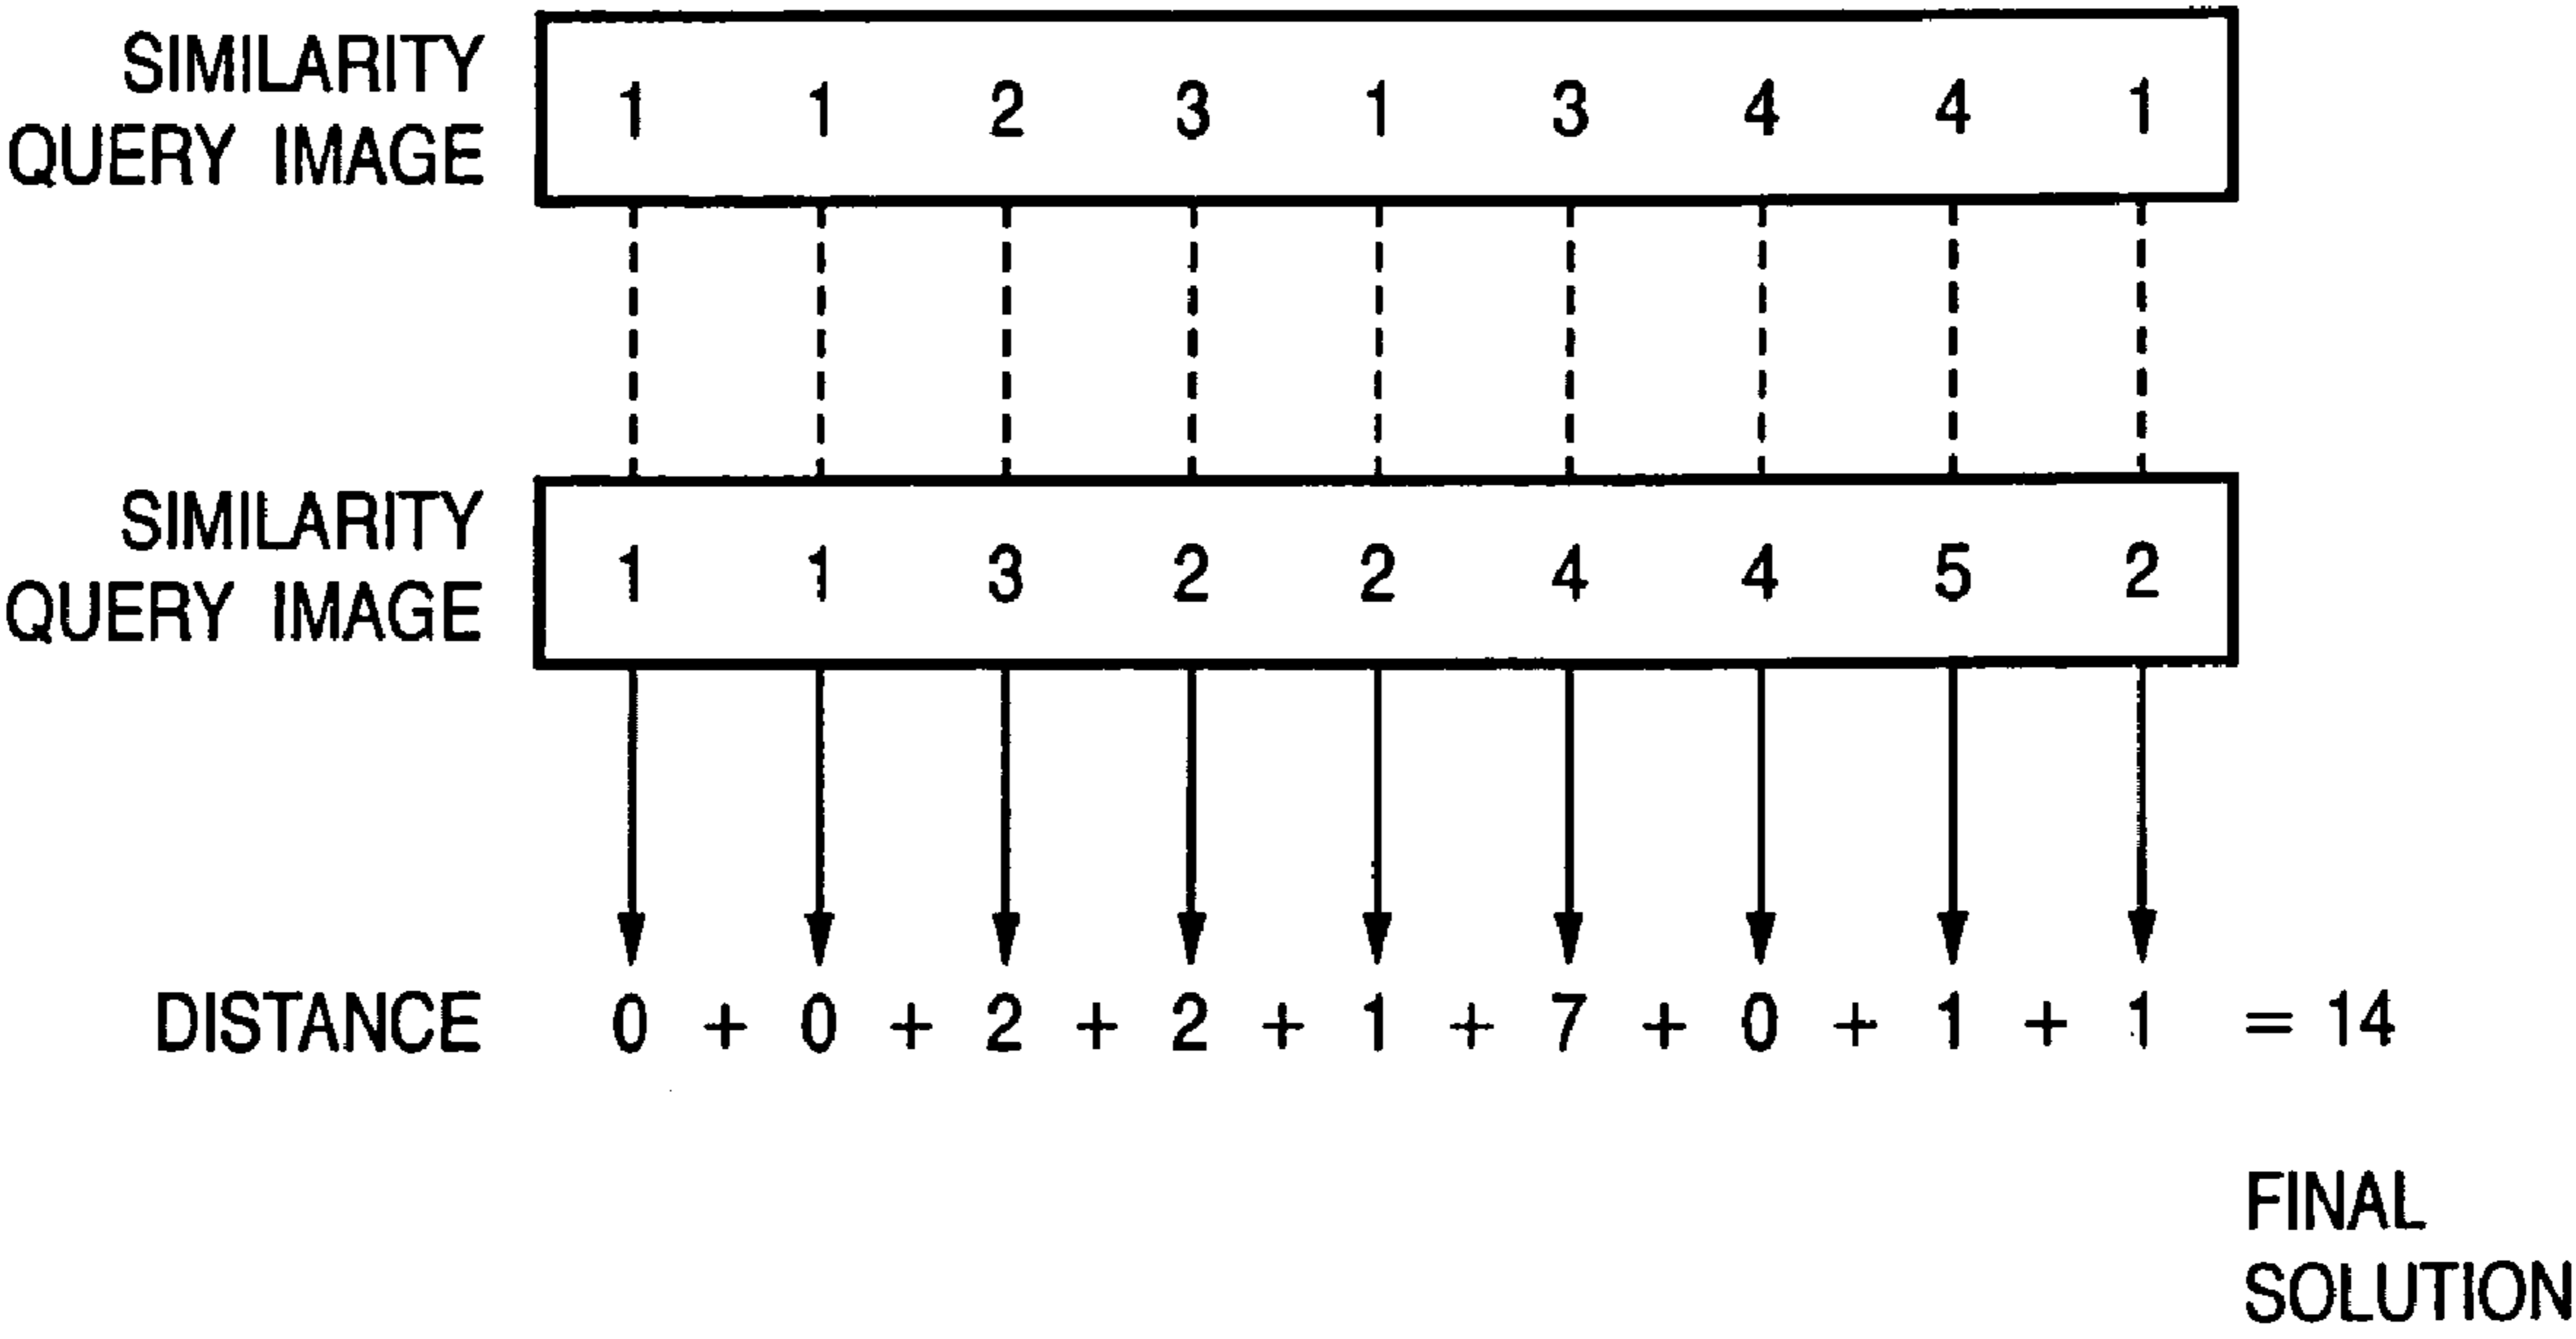 SIMILARITY
QUERY IMAGE
1 1 2 3 1 3 4 4 1
SIMILARITY
QUERY IMAGE
1 1 3 2 2 4 4 5 2
DISTANCE 0 + 0 + 2 + 2 + 1 + 7 + 0 + 1 + 1 = 14
FINAL
SOLUTION